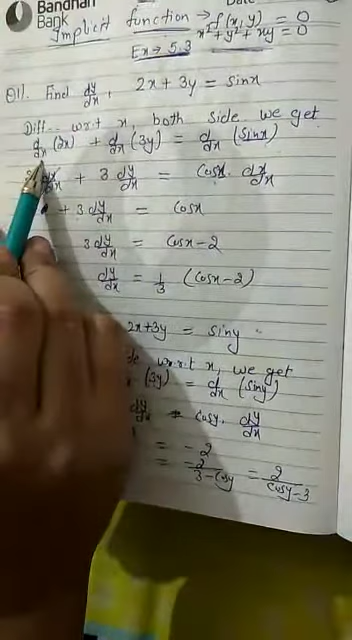 Bandhan
Bank
Date
Implicit function → f(x, y) = 0
x² + y² + xy = 0
Ex → 5.3
Q1. Find dy/dx, 2x + 3y = sinx
Diff.. w.r.t x, both side we get
d/dx (2x) + d/dx (3y) = d/dx (sinx)
dx/dx + 3 dy/dx = cosx. dx/dx
+ 3 dy/dx = cosx
3 dy/dx = cosx - 2
dy/dx = 1/3 (cosx - 2)
2x + 3y = siny
w.r.t x, we get
(3y) = d/dx (siny)
dy/dx = cosy. dy/dx
= - 2
= - 2/3-cosy = 2/cosy-3